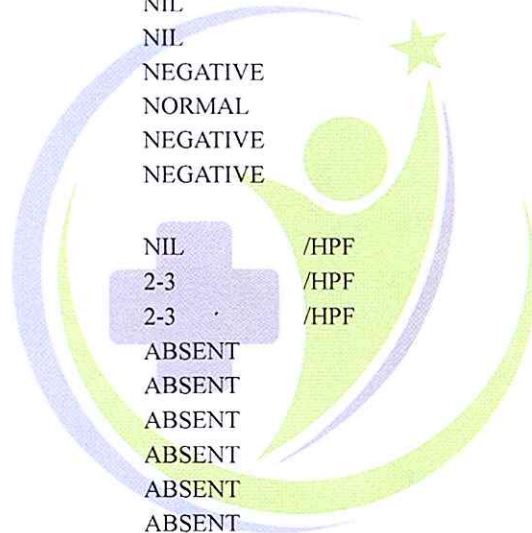 NIL
NIL
NEGATIVE
NORMAL
NEGATIVE
NEGATIVE
NIL /HPF
2-3 /HPF
2-3 /HPF
ABSENT
ABSENT
ABSENT
ABSENT
ABSENT
ABSENT